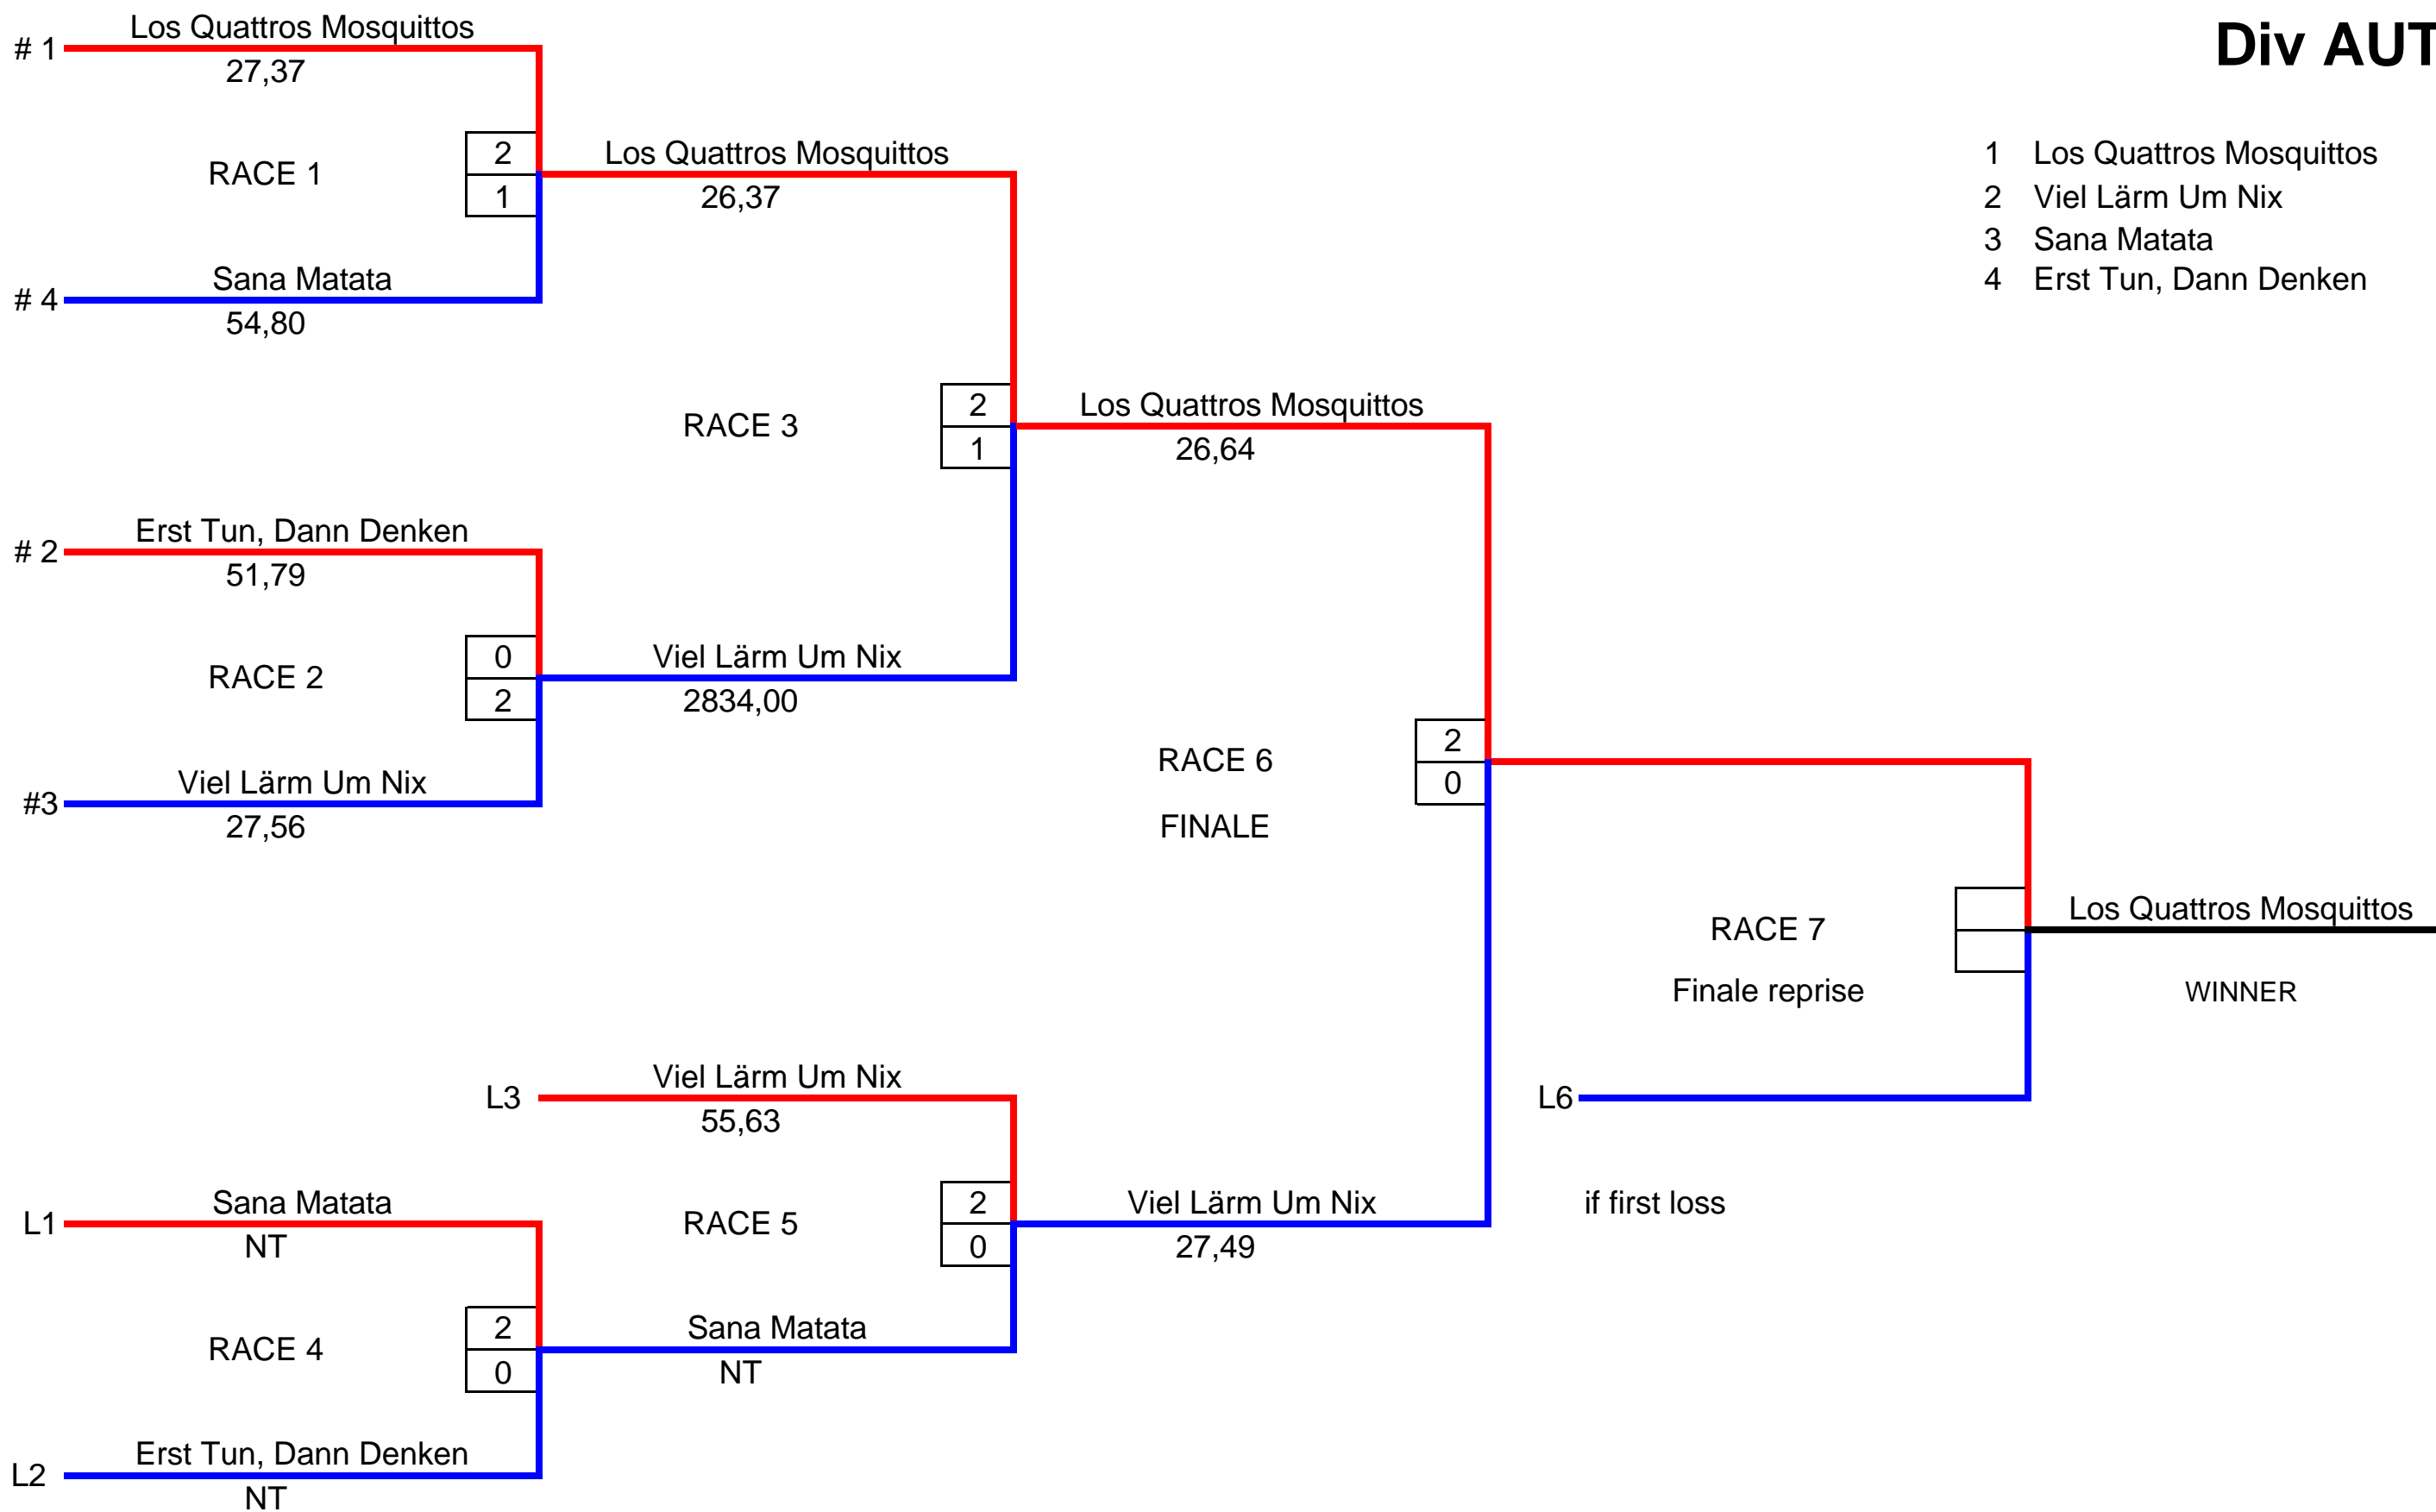 Div AUT
Los Quattros Mosquittos
# 1
27,37
1 Los Quattros Mosquittos
2 Viel Lärm Um Nix
3 Sana Matata
4 Erst Tun, Dann Denken
2
RACE 1
1
Los Quattros Mosquittos
26,37
Sana Matata
# 4
54,80
2
RACE 3
1
Los Quattros Mosquittos
26,64
Erst Tun, Dann Denken
# 2
51,79
0
RACE 2
2
Viel Lärm Um Nix
2834,00
Viel Lärm Um Nix
#3
27,56
2
RACE 6
0
FINALE
RACE 7
Finale reprise
Los Quattros Mosquittos
WINNER
Viel Lärm Um Nix
L3
55,63
L6
if first loss
Sana Matata
L1
NT
2
RACE 5
0
Viel Lärm Um Nix
27,49
2
RACE 4
0
Sana Matata
NT
Erst Tun, Dann Denken
L2
NT